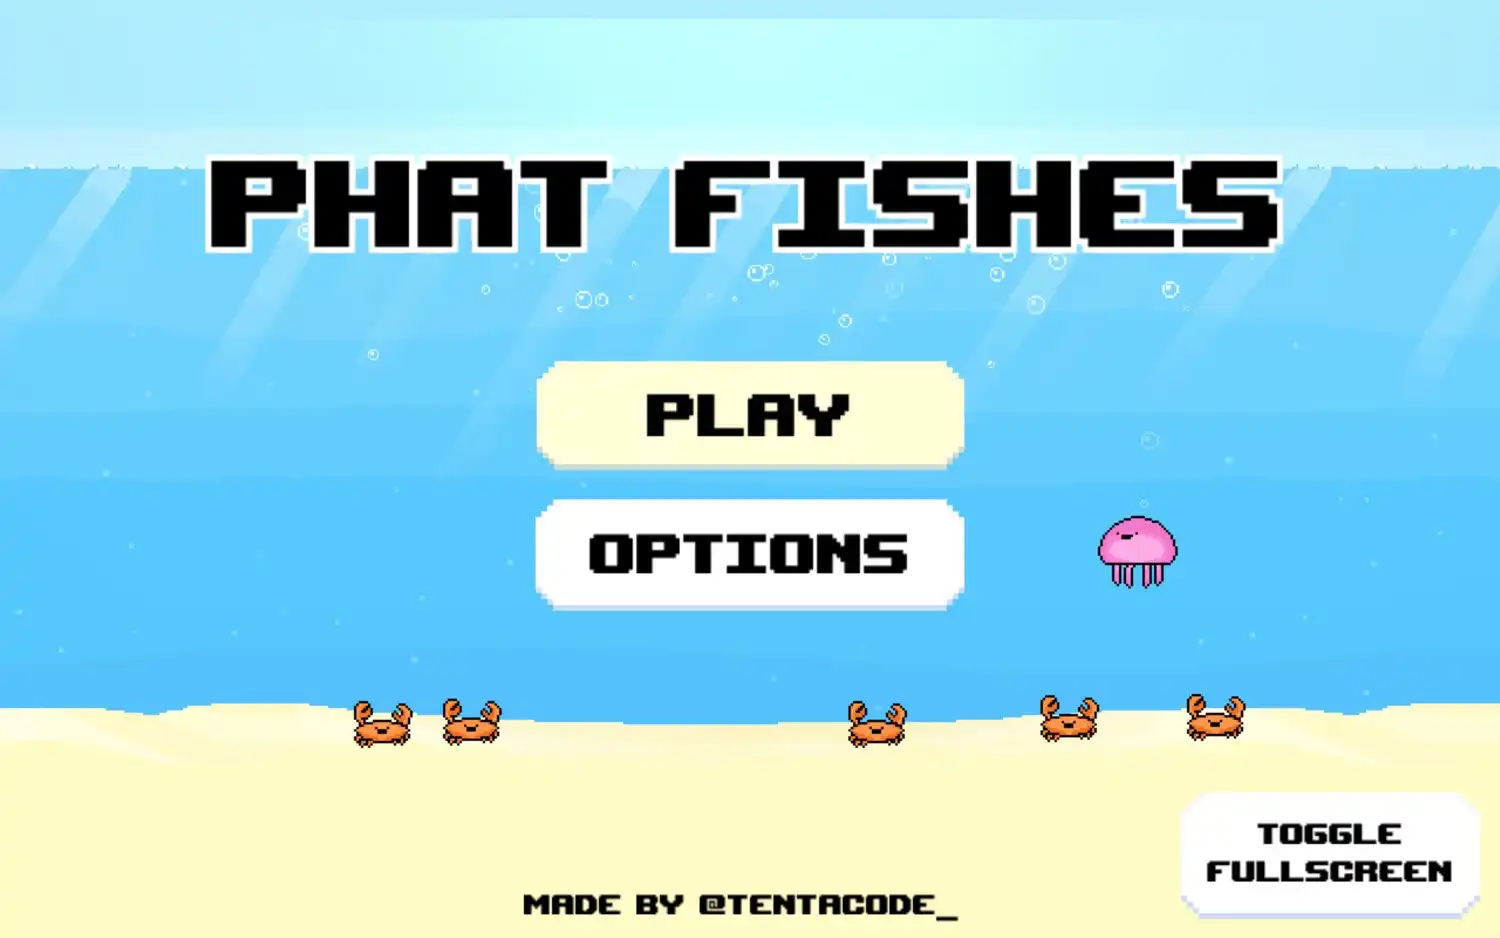 PHAT FISHES
PLAY
OPTIONS
TOGGLE
FULLSCREEN
MADE BY @TENTACODE_